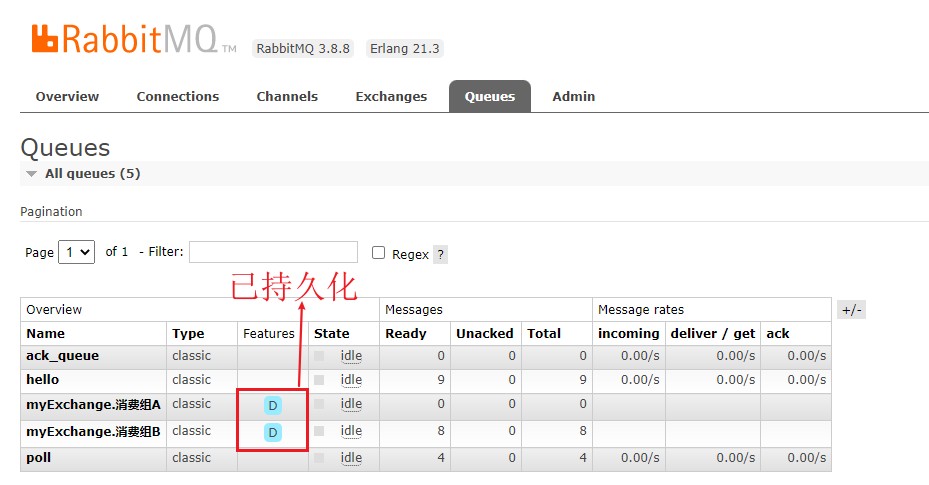 RabbitMQ TM RabbitMQ 3.8.8 Erlang 21.3
Overview Connections Channels Exchanges Queues Admin
Queues
All queues (5)
Pagination
Page 1 of 1 - Filter: Regex ?
已持久化
Overview Messages Message rates +/-
Name Type Features State Ready Unacked Total incoming deliver / get ack
ack_queue classic idle 0 0 0 0.00/s 0.00/s 0.00/s
hello classic idle 9 0 9 0.00/s 0.00/s 0.00/s
myExchange.消费组A classic D idle 0 0 0
myExchange.消费组B classic D idle 8 0 8
poll classic idle 4 0 4 0.00/s 0.00/s 0.00/s